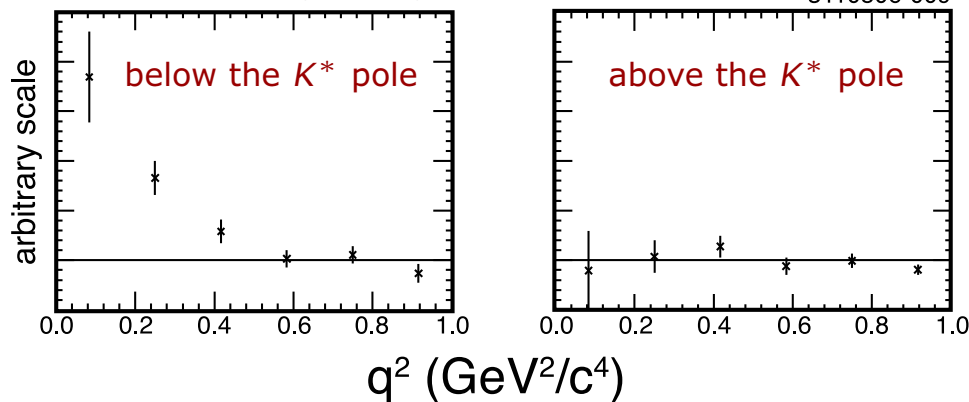 below the K* pole
above the K* pole
arbitrary scale
0.0 0.2 0.4 0.6 0.8 1.0
0.0 0.2 0.4 0.6 0.8 1.0
q² (GeV²/c⁴)